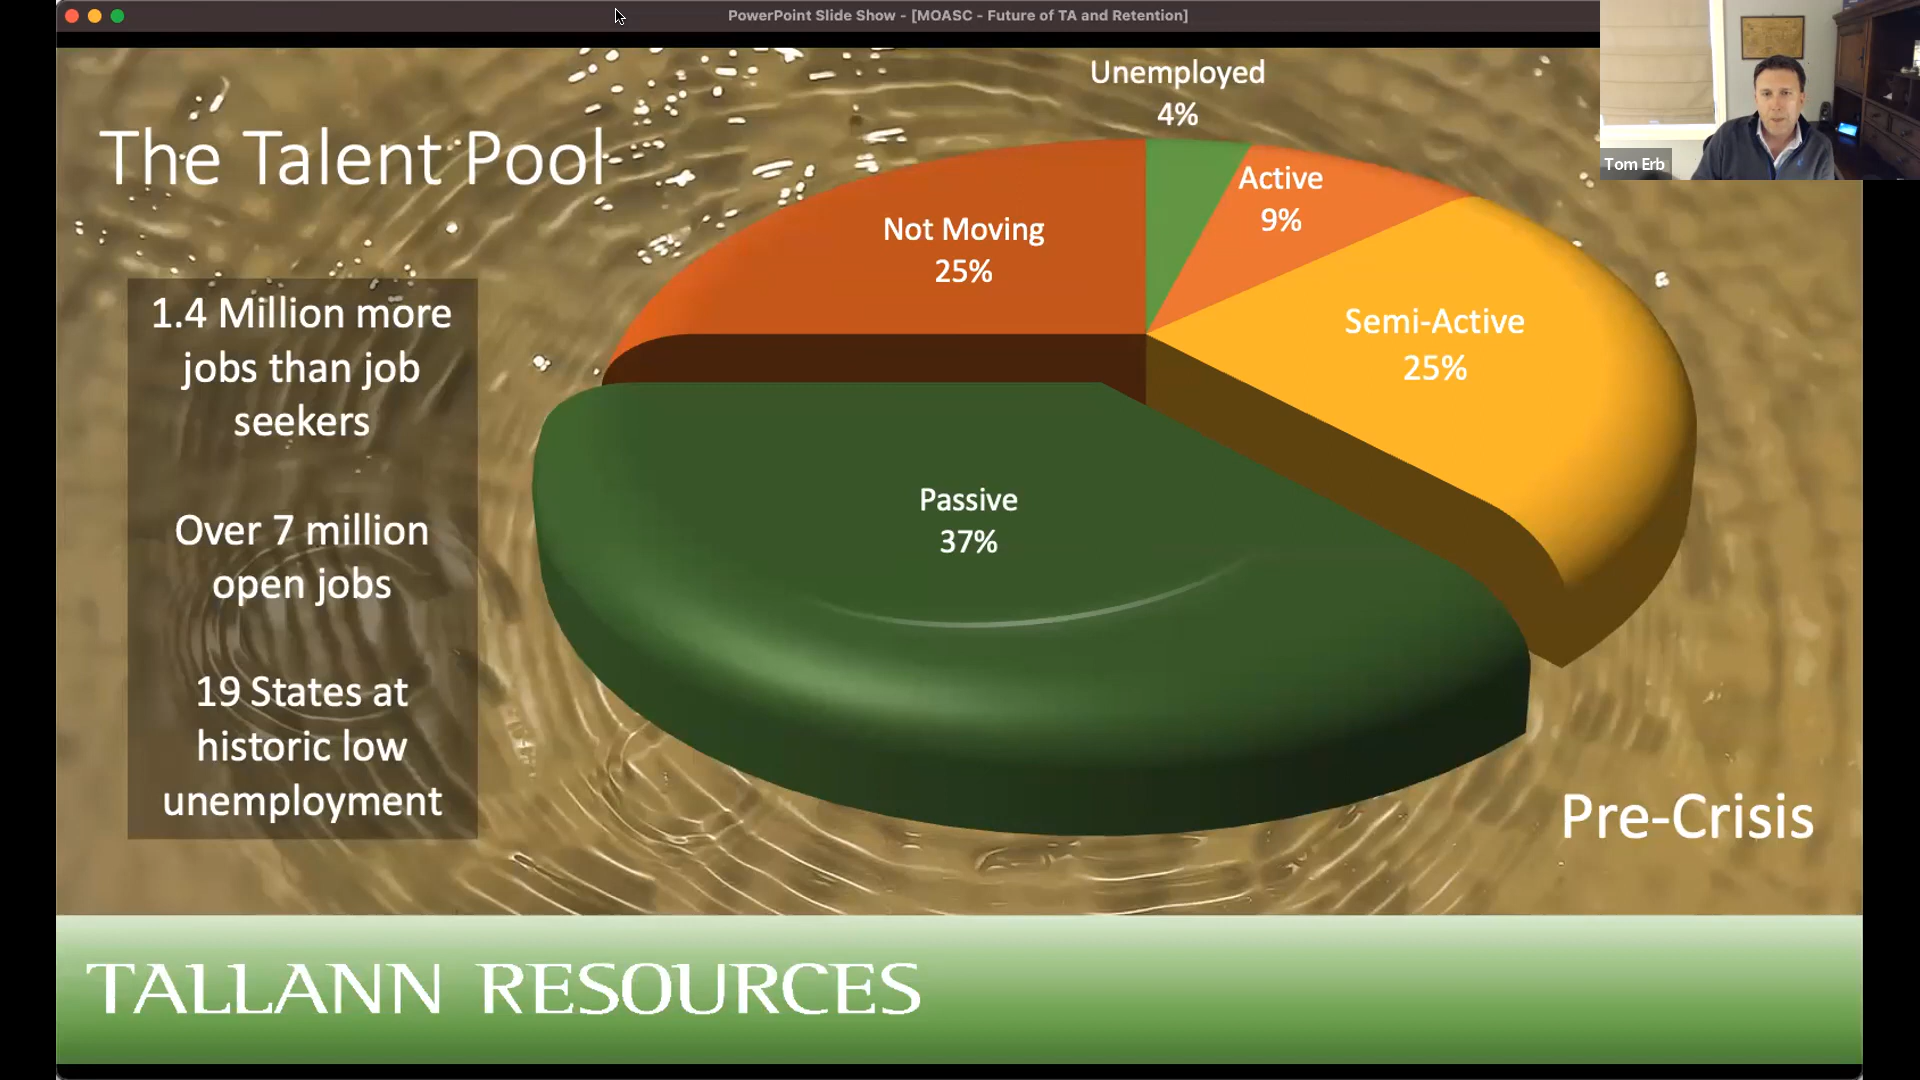 PowerPoint Slide Show - [MOASC - Future of TA and Retention]
Tom Erb
The Talent Pool
1.4 Million more
jobs than job
seekers
Over 7 million
open jobs
19 States at
historic low
unemployment
Unemployed
4%
Active
9%
Not Moving
25%
Semi-Active
25%
Passive
37%
Pre-Crisis
TALLANN RESOURCES